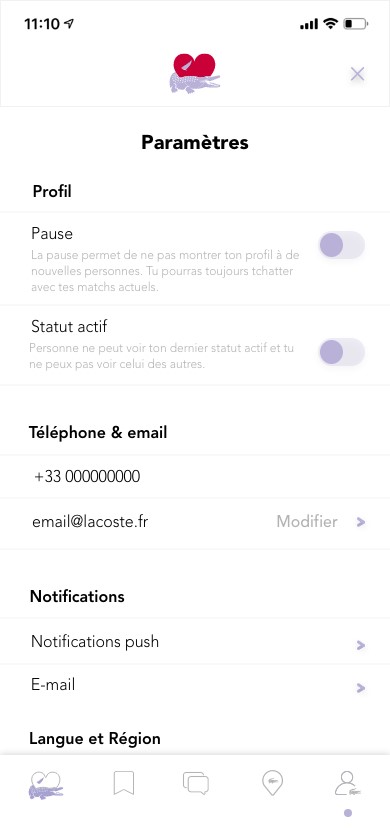 11:10
Paramètres
Profil
Pause
La pause permet de ne pas montrer ton profil à de
nouvelles personnes. Tu pourras toujours tchatter
avec tes matchs actuels.
Statut actif
Personne ne peut voir ton dernier statut actif et tu
ne peux pas voir celui des autres.
Téléphone & email
+33 000000000
email@lacoste.fr Modifier
Notifications
Notifications push
E-mail
Langue et Région